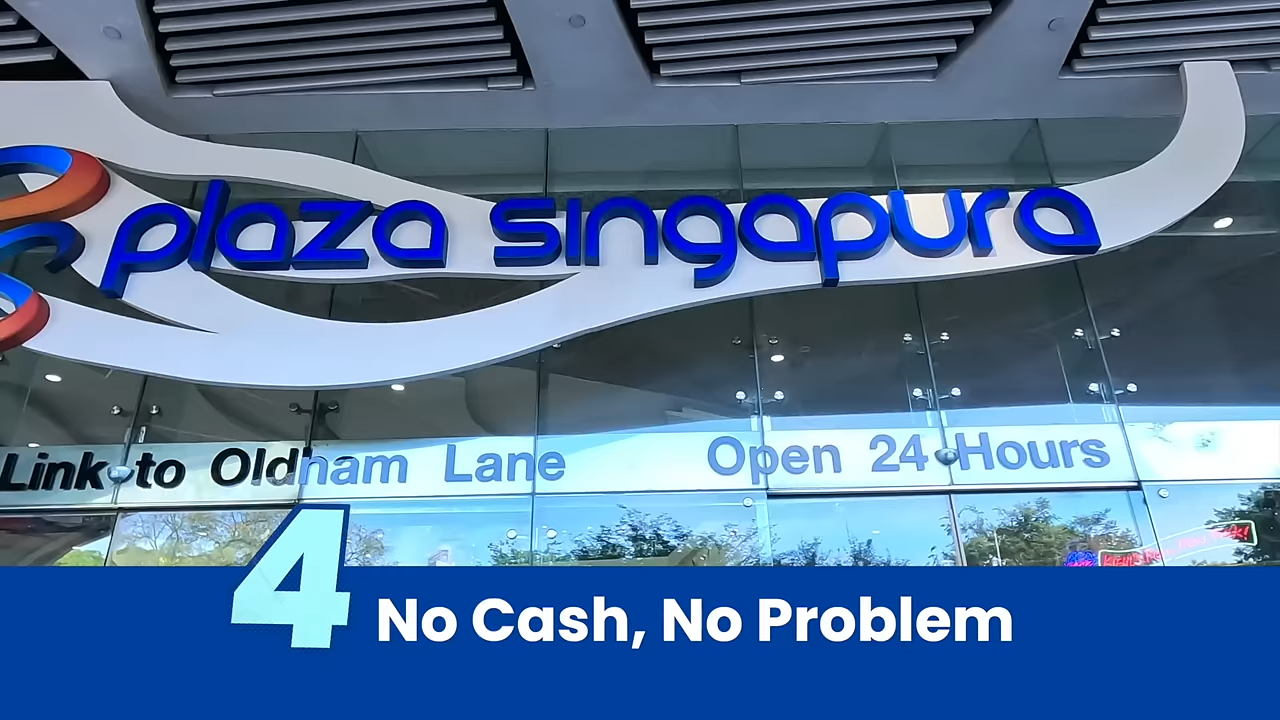 plaza singapura
Link to Oldham Lane Open 24 Hours
4 No Cash, No Problem